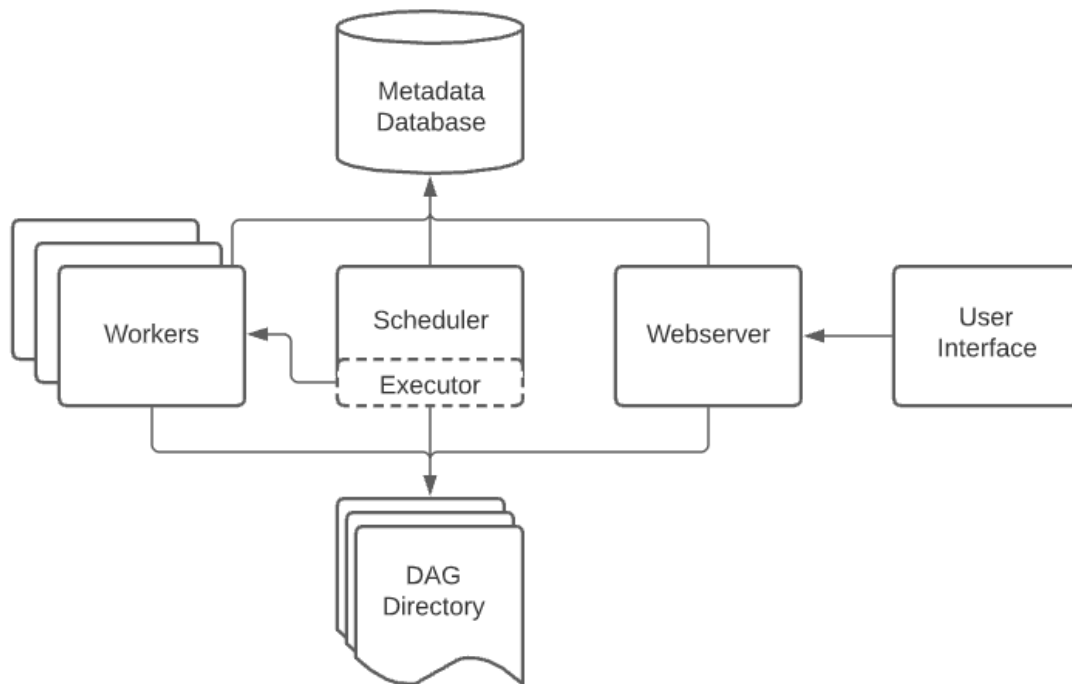 Metadata
Database
Workers
Scheduler
Executor
Webserver
User
Interface
DAG
Directory